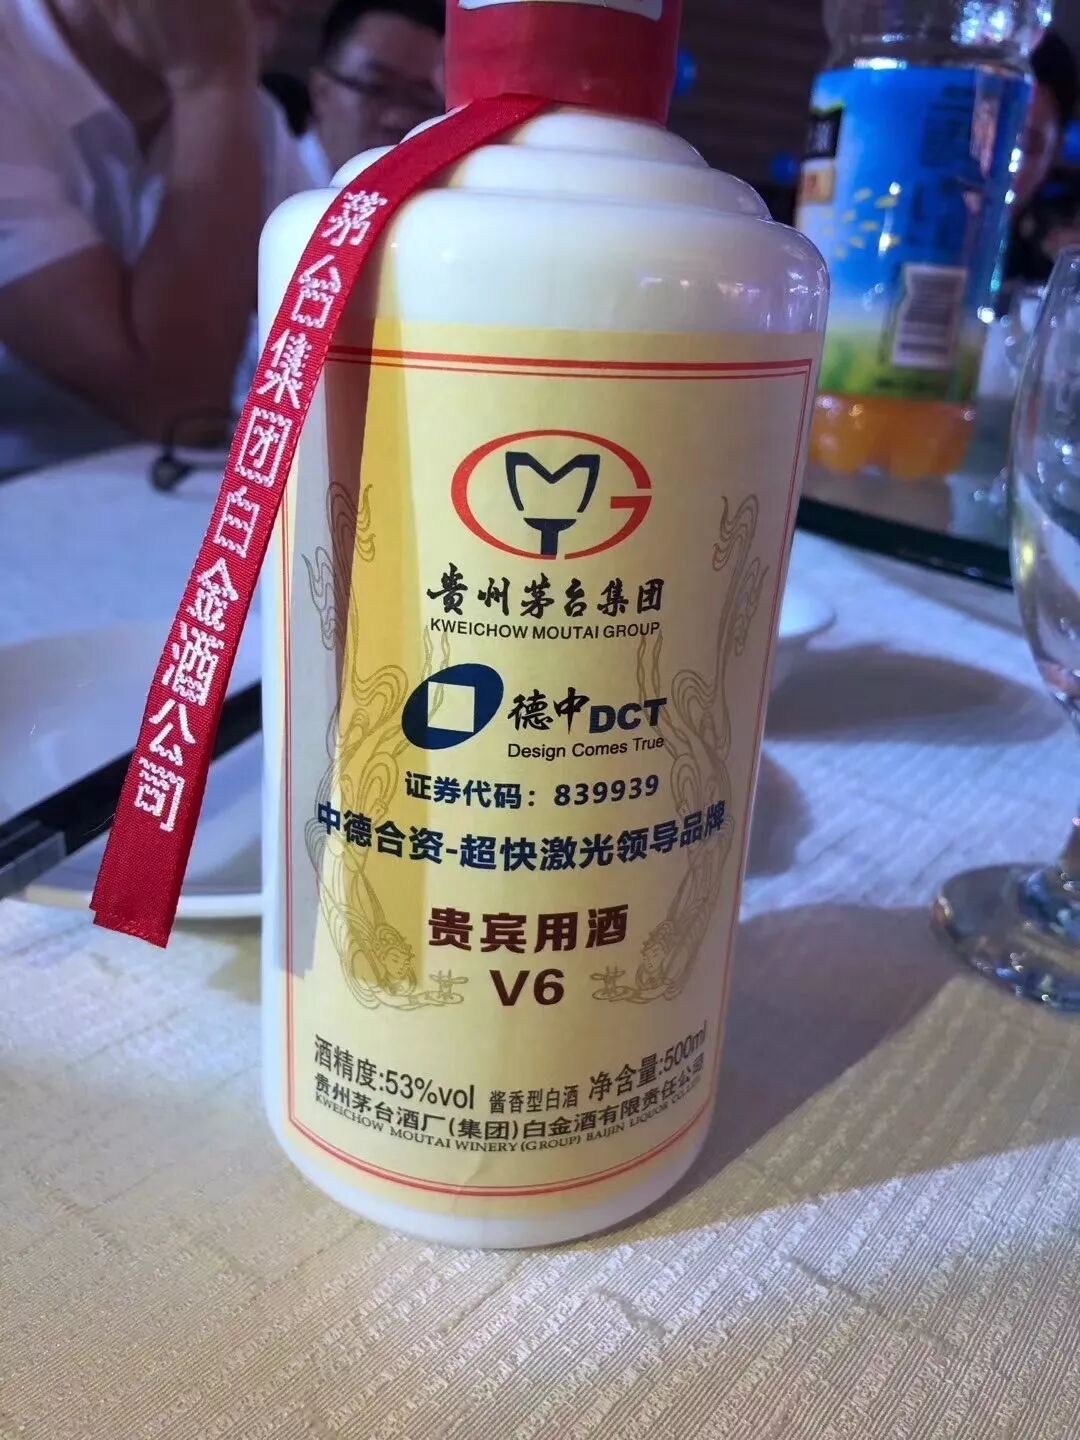 茅台集团白金酒公司
MTG
贵州茅台集团
KWEICHOW MOUTAI GROUP
德中DCT
Design Comes True
证券代码：839939
中德合资-超快激光领导品牌
贵宾用酒
V6
酒精度:53%vol 酱香型白酒 净含量:500ml
贵州茅台酒厂(集团)白金酒有限责任公司
KWEICHOW MOUTAI WINERY(GROUP) BAIJIN LIQUOR CO.,LTD